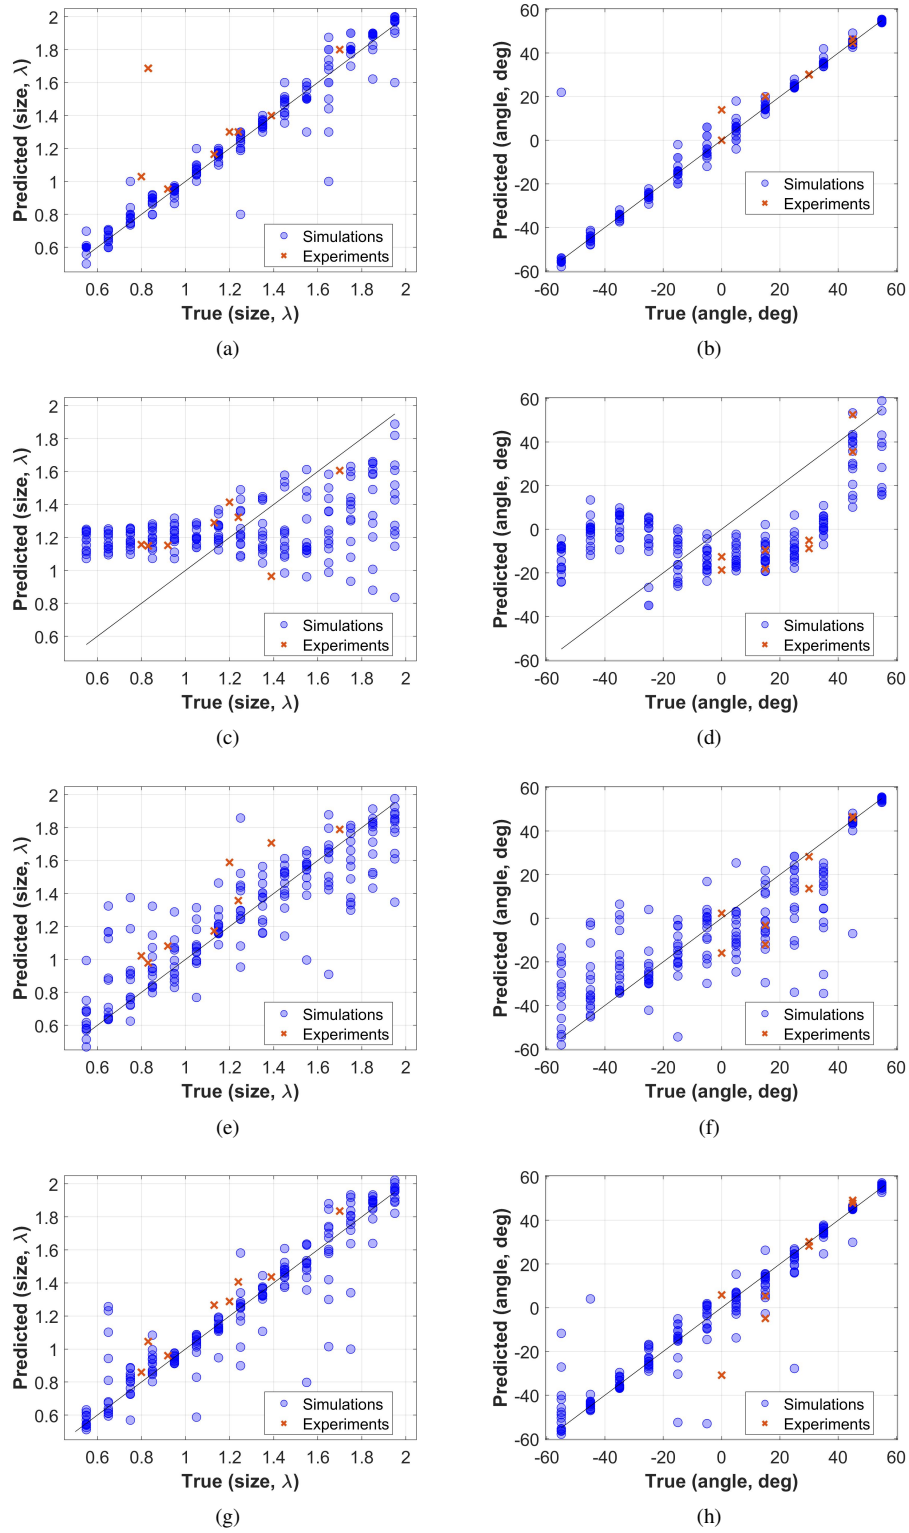 2
1.8
1.6
1.4
1.2
1
0.8
0.6
Predicted (size, λ)
0.6 0.8 1 1.2 1.4 1.6 1.8 2
True (size, λ)
Simulations
Experiments
(a)
60
40
20
0
-20
-40
-60
Predicted (angle, deg)
-60 -40 -20 0 20 40 60
True (angle, deg)
Simulations
Experiments
(b)
2
1.8
1.6
1.4
1.2
1
0.8
0.6
Predicted (size, λ)
0.6 0.8 1 1.2 1.4 1.6 1.8 2
True (size, λ)
Simulations
Experiments
(c)
60
40
20
0
-20
-40
-60
Predicted (angle, deg)
-60 -40 -20 0 20 40 60
True (angle, deg)
Simulations
Experiments
(d)
2
1.8
1.6
1.4
1.2
1
0.8
0.6
Predicted (size, λ)
0.6 0.8 1 1.2 1.4 1.6 1.8 2
True (size, λ)
Simulations
Experiments
(e)
60
40
20
0
-20
-40
-60
Predicted (angle, deg)
-60 -40 -20 0 20 40 60
True (angle, deg)
Simulations
Experiments
(f)
2
1.8
1.6
1.4
1.2
1
0.8
0.6
Predicted (size, λ)
0.6 0.8 1 1.2 1.4 1.6 1.8 2
True (size, λ)
Simulations
Experiments
(g)
60
40
20
0
-20
-40
-60
Predicted (angle, deg)
-60 -40 -20 0 20 40 60
True (angle, deg)
Simulations
Experiments
(h)